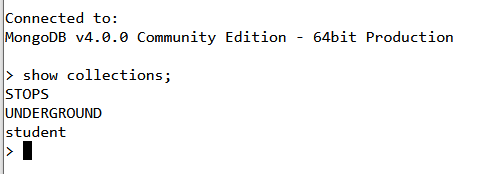 Connected to:
MongoDB v4.0.0 Community Edition - 64bit Production
> show collections;
STOPS
UNDERGROUND
student
>